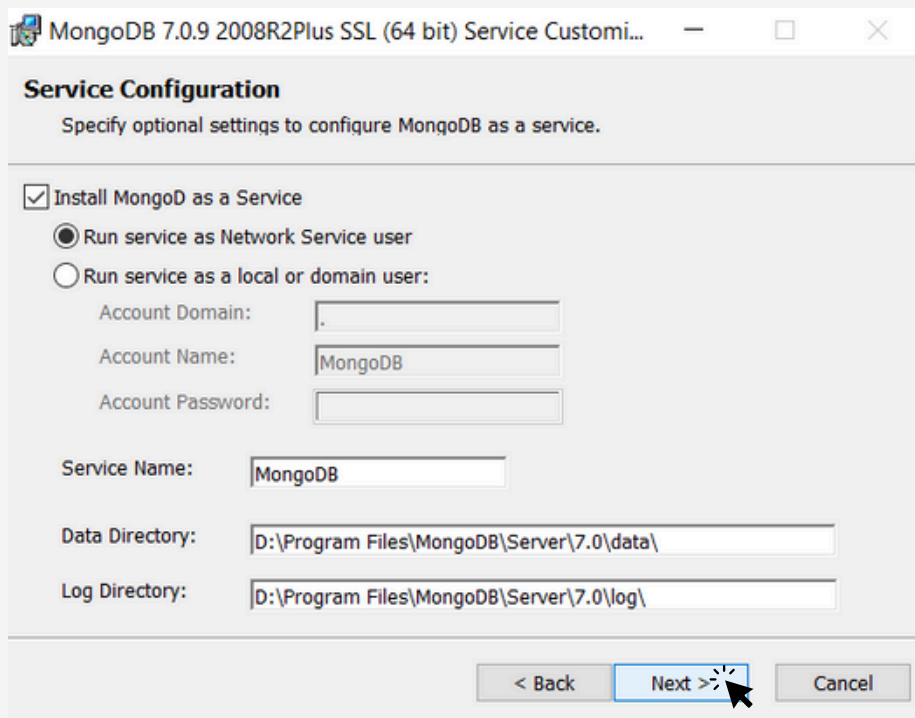 MongoDB 7.0.9 2008R2Plus SSL (64 bit) Service Customi...
Service Configuration
Specify optional settings to configure MongoDB as a service.
Install MongoD as a Service
Run service as Network Service user
Run service as a local or domain user:
Account Domain: .
Account Name: MongoDB
Account Password:
Service Name: MongoDB
Data Directory: D:\Program Files\MongoDB\Server\7.0\data\
Log Directory: D:\Program Files\MongoDB\Server\7.0\log\
< Back Next > Cancel